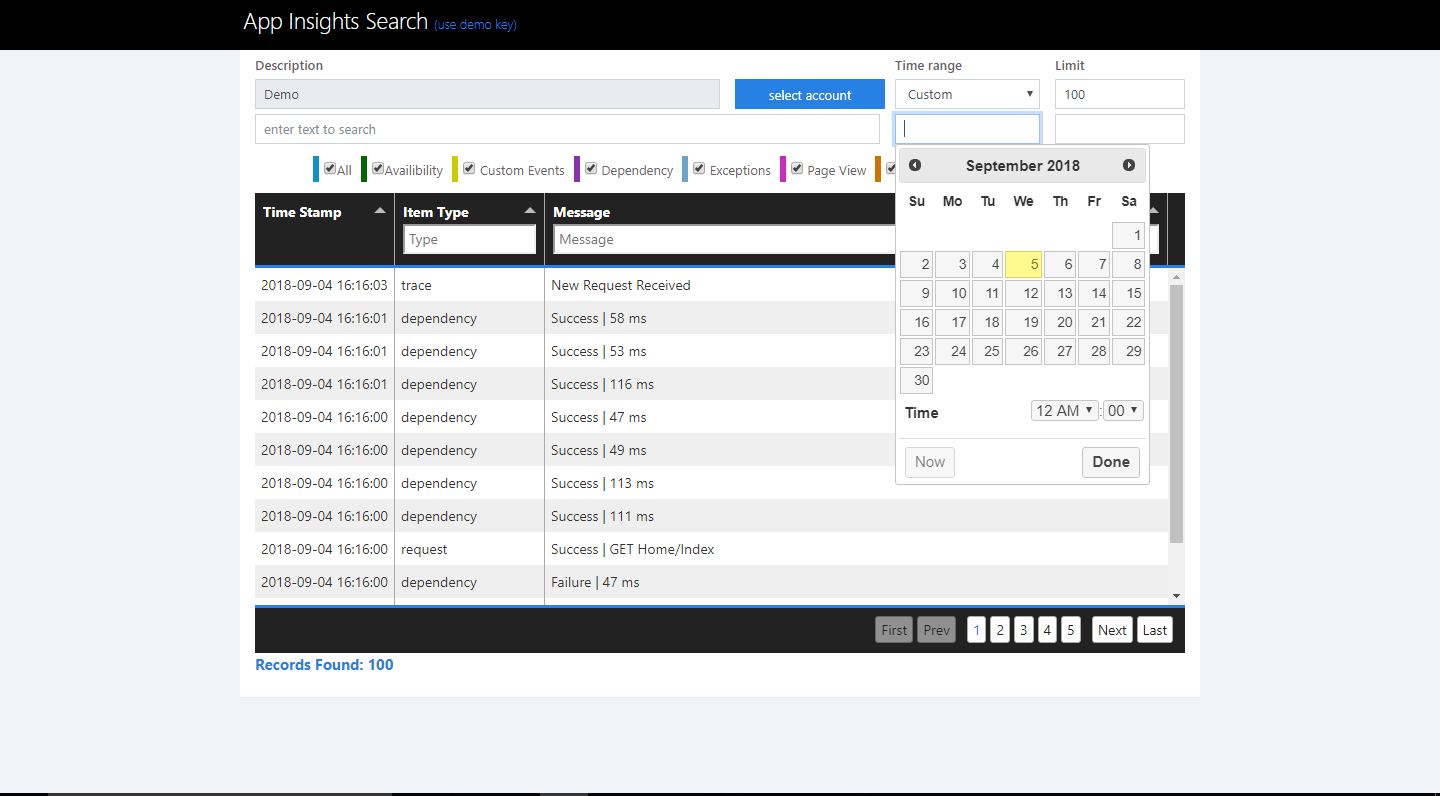 App Insights Search (use demo key)
Description
Time range
Limit
Demo
select account
Custom
100
enter text to search
All
Availibility
Custom Events
Dependency
Exceptions
Page View
September 2018
Su Mo Tu We Th Fr Sa
1
2 3 4 5 6 7 8
9 10 11 12 13 14 15
16 17 18 19 20 21 22
23 24 25 26 27 28 29
30
Time 12 AM : 00
Now Done
Time Stamp Item Type Message
Type Message
2018-09-04 16:16:03 trace New Request Received
2018-09-04 16:16:01 dependency Success | 58 ms
2018-09-04 16:16:01 dependency Success | 53 ms
2018-09-04 16:16:01 dependency Success | 116 ms
2018-09-04 16:16:00 dependency Success | 47 ms
2018-09-04 16:16:00 dependency Success | 49 ms
2018-09-04 16:16:00 dependency Success | 113 ms
2018-09-04 16:16:00 dependency Success | 111 ms
2018-09-04 16:16:00 request Success | GET Home/Index
2018-09-04 16:16:00 dependency Failure | 47 ms
First Prev 1 2 3 4 5 Next Last
Records Found: 100